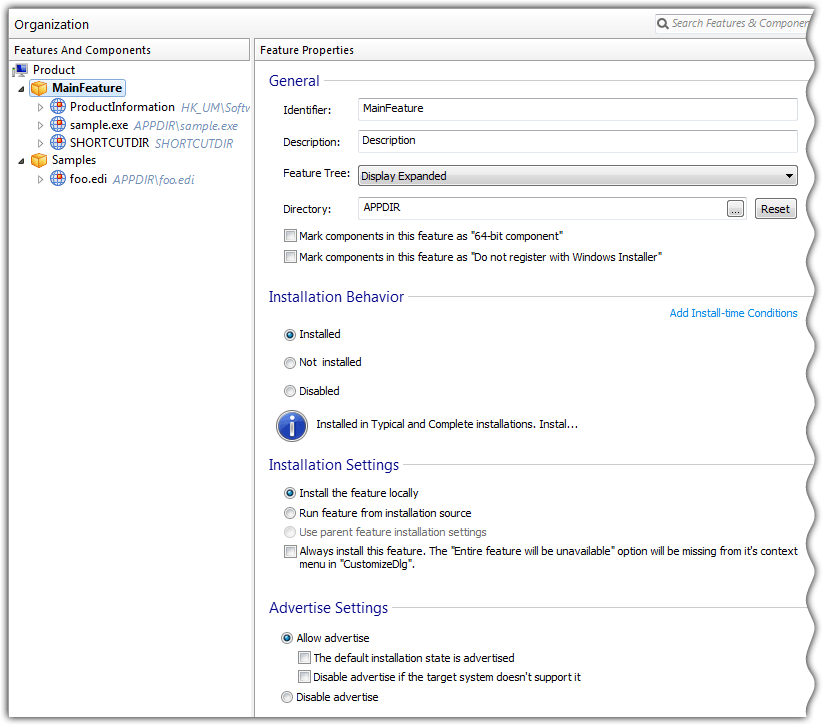 Organization
Search Features & Componen
Features And Components
Product
MainFeature
ProductInformation HK_UM\Softw
sample.exe APPDIR\sample.exe
SHORTCUTDIR SHORTCUTDIR
Samples
foo.edi APPDIR\foo.edi
Feature Properties
General
Identifier: MainFeature
Description: Description
Feature Tree: Display Expanded
Directory: APPDIR ... Reset
Mark components in this feature as "64-bit component"
Mark components in this feature as "Do not register with Windows Installer"
Installation Behavior
Add Install-time Conditions
Installed
Not installed
Disabled
Installed in Typical and Complete installations. Instal...
Installation Settings
Install the feature locally
Run feature from installation source
Use parent feature installation settings
Always install this feature. The "Entire feature will be unavailable" option will be missing from it's context
menu in "CustomizeDlg".
Advertise Settings
Allow advertise
The default installation state is advertised
Disable advertise if the target system doesn't support it
Disable advertise